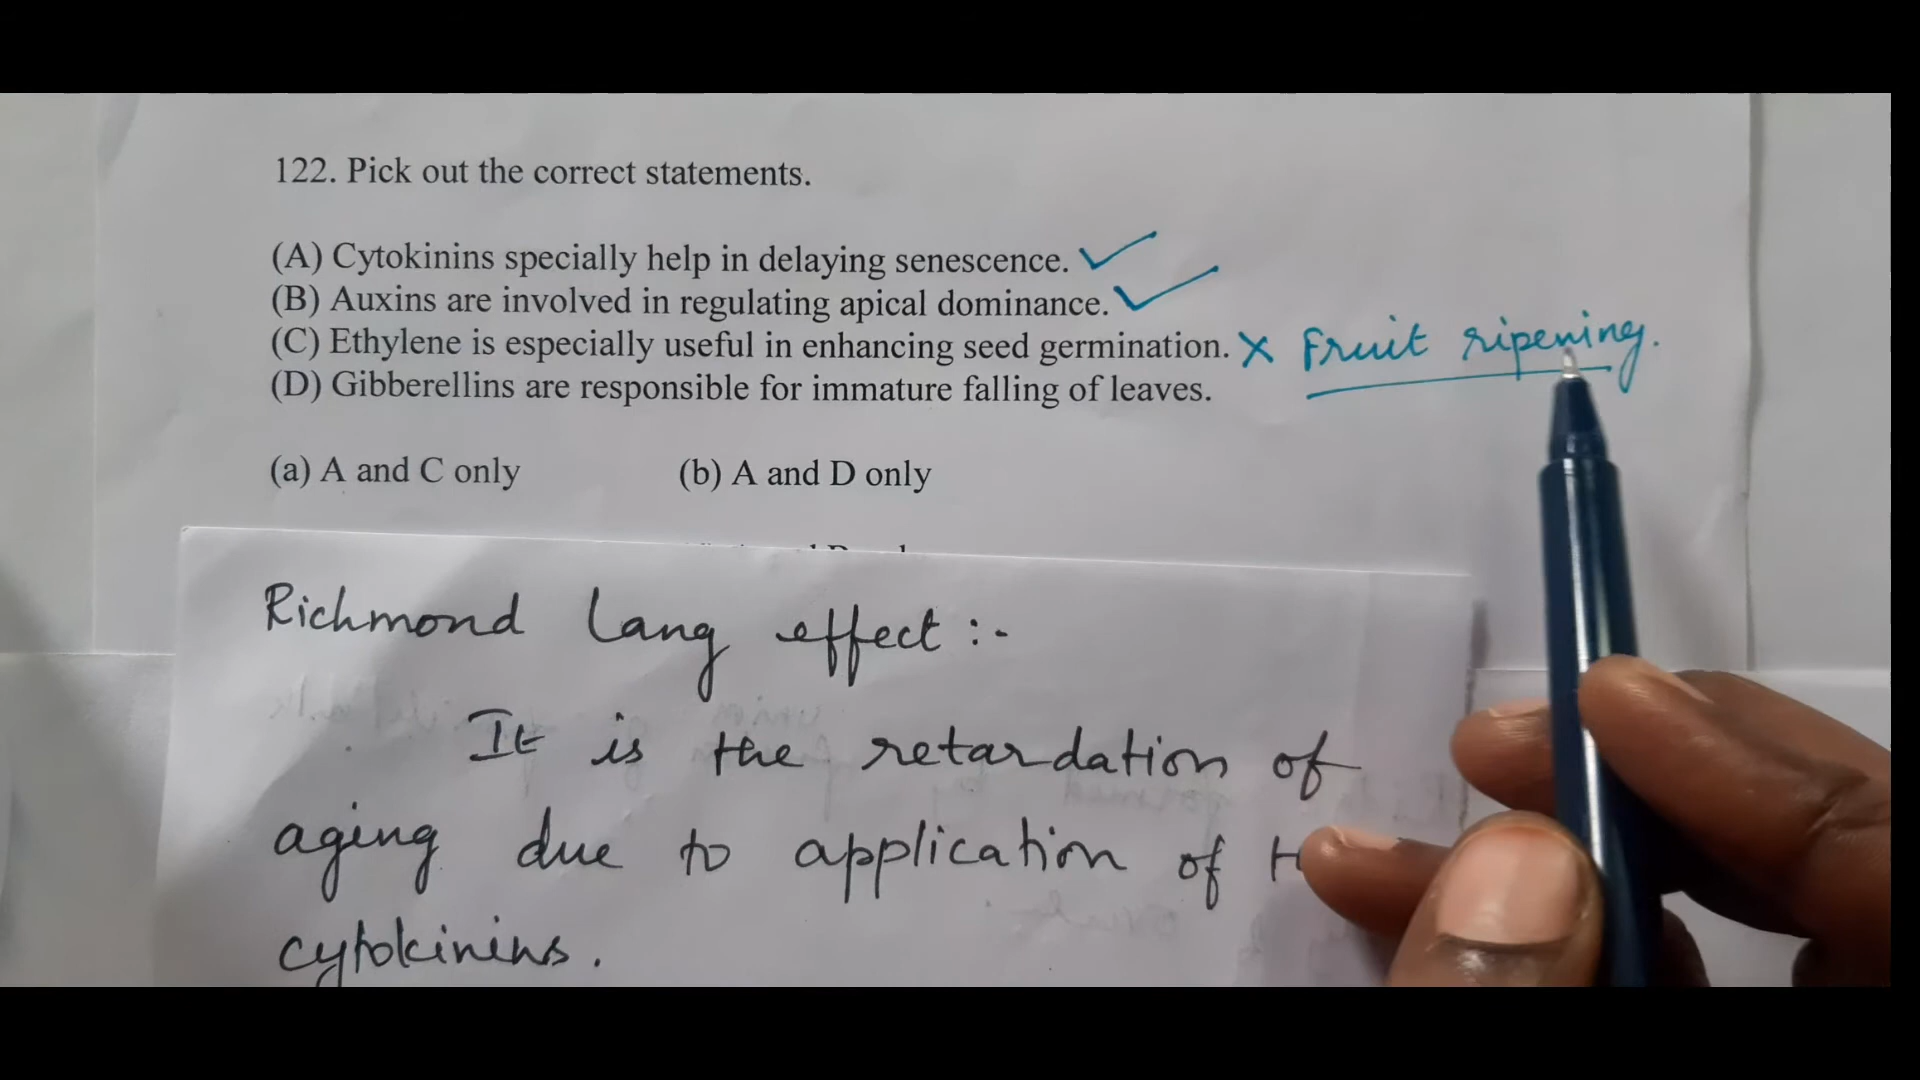 122. Pick out the correct statements.
(A) Cytokinins specially help in delaying senescence.
(B) Auxins are involved in regulating apical dominance.
(C) Ethylene is especially useful in enhancing seed germination. X Fruit ripening.
(D) Gibberellins are responsible for immature falling of leaves.
(a) A and C only (b) A and D only
Richmond Lang effect :-
It is the retardation of
aging due to application of
cytokinins.